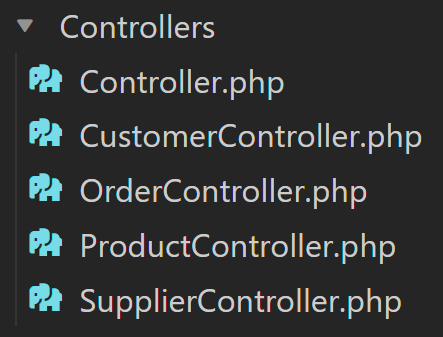 Controllers
Controller.php
CustomerController.php
OrderController.php
ProductController.php
SupplierController.php